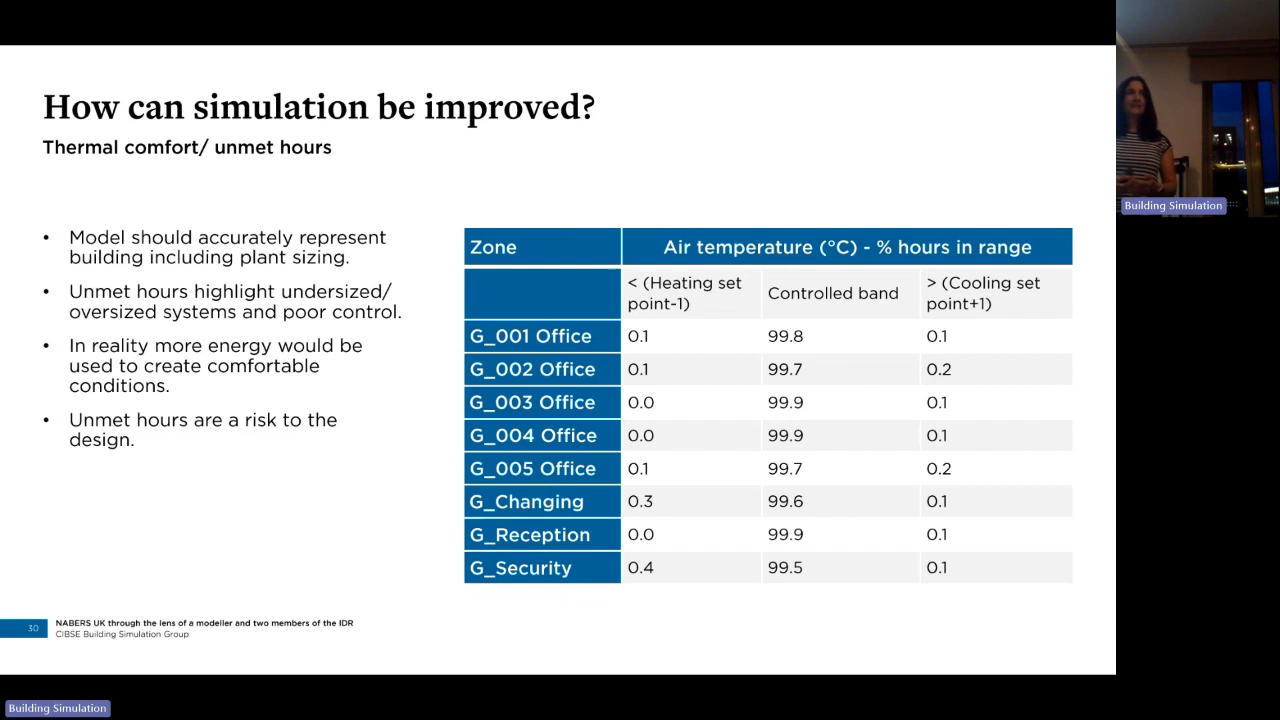 How can simulation be improved?
Thermal comfort/ unmet hours
• Model should accurately represent
building including plant sizing.
• Unmet hours highlight undersized/
oversized systems and poor control.
• In reality more energy would be
used to create comfortable
conditions.
• Unmet hours are a risk to the
design.
Zone Air temperature (°C) - % hours in range
< (Heating set point-1) Controlled band > (Cooling set point+1)
G_001 Office 0.1 99.8 0.1
G_002 Office 0.1 99.7 0.2
G_003 Office 0.0 99.9 0.1
G_004 Office 0.0 99.9 0.1
G_005 Office 0.1 99.7 0.2
G_Changing 0.3 99.6 0.1
G_Reception 0.0 99.9 0.1
G_Security 0.4 99.5 0.1
30 NABERS UK through the lens of a modeller and two members of the IDR
CIBSE Building Simulation Group
Building Simulation
Building Simulation